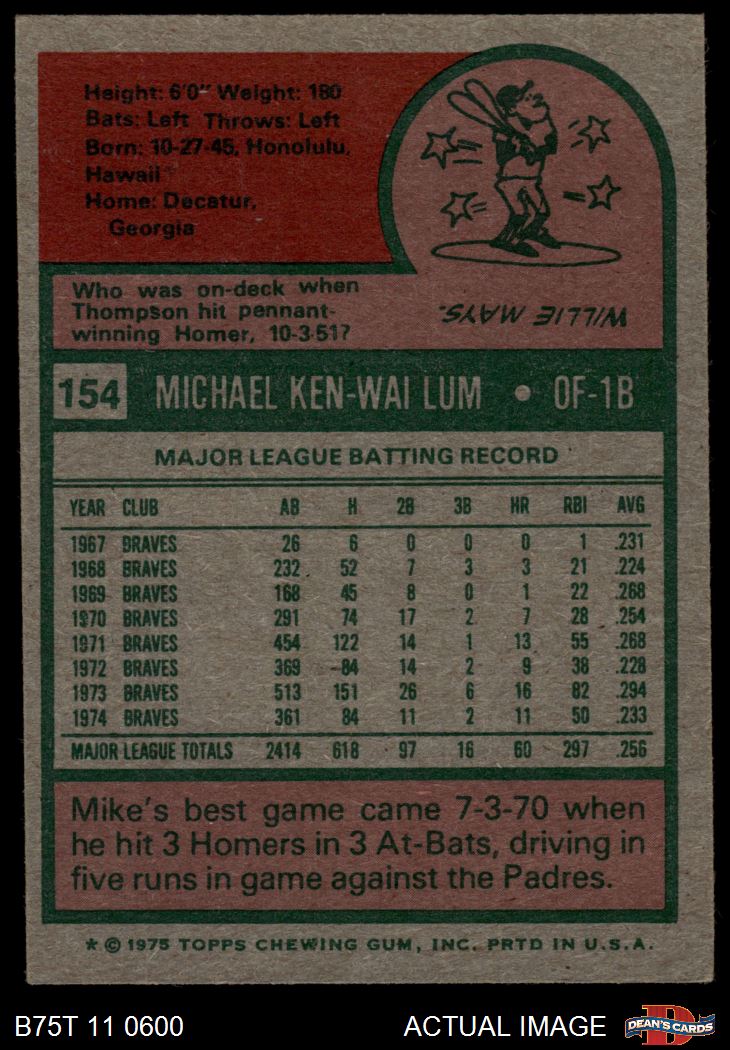 Height: 6'0" Weight: 180
Bats: Left Throws: Left
Born: 10-27-45, Honolulu,
Hawaii
Home: Decatur,
Georgia
Who was on-deck when
Thompson hit pennant-
winning Homer, 10-3-51?
WILLIE MAYS.
154 MICHAEL KEN-WAI LUM • OF-1B
MAJOR LEAGUE BATTING RECORD
YEAR CLUB AB H 2B 3B HR RBI AVG
1967 BRAVES 26 6 0 0 0 1 .231
1968 BRAVES 232 52 7 3 3 21 .224
1969 BRAVES 168 45 8 0 1 22 .268
1970 BRAVES 291 74 17 2 7 28 .254
1971 BRAVES 454 122 14 1 13 55 .268
1972 BRAVES 369 84 14 2 9 38 .228
1973 BRAVES 513 151 26 6 16 82 .294
1974 BRAVES 361 84 11 2 11 50 .233
MAJOR LEAGUE TOTALS 2414 618 97 16 60 297 .256
Mike's best game came 7-3-70 when
he hit 3 Homers in 3 At-Bats, driving in
five runs in game against the Padres.
* © 1975 TOPPS CHEWING GUM, INC. PRTD IN U.S.A.
B75T 11 0600 ACTUAL IMAGE D DEAN'S CARDS